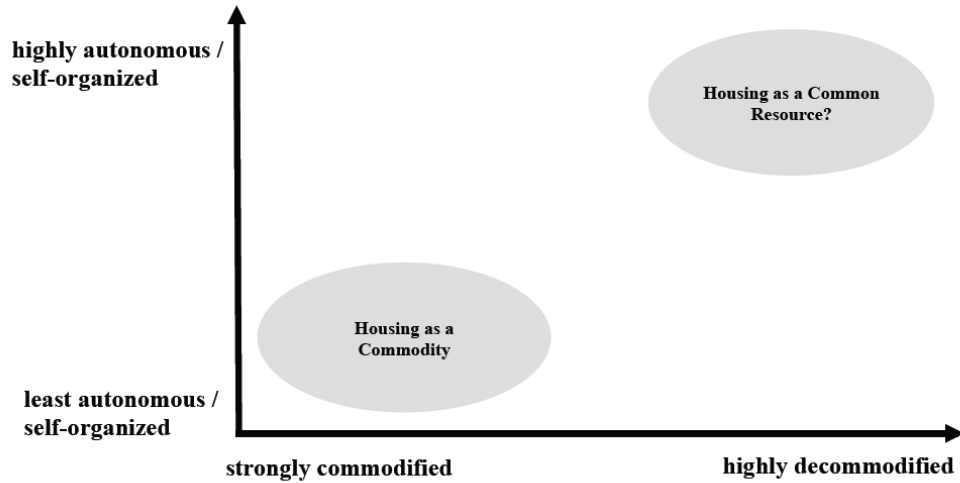 highly autonomous /
self-organized
Housing as a Common
Resource?
Housing as a
Commodity
least autonomous /
self-organized
strongly commodified
highly decommodified